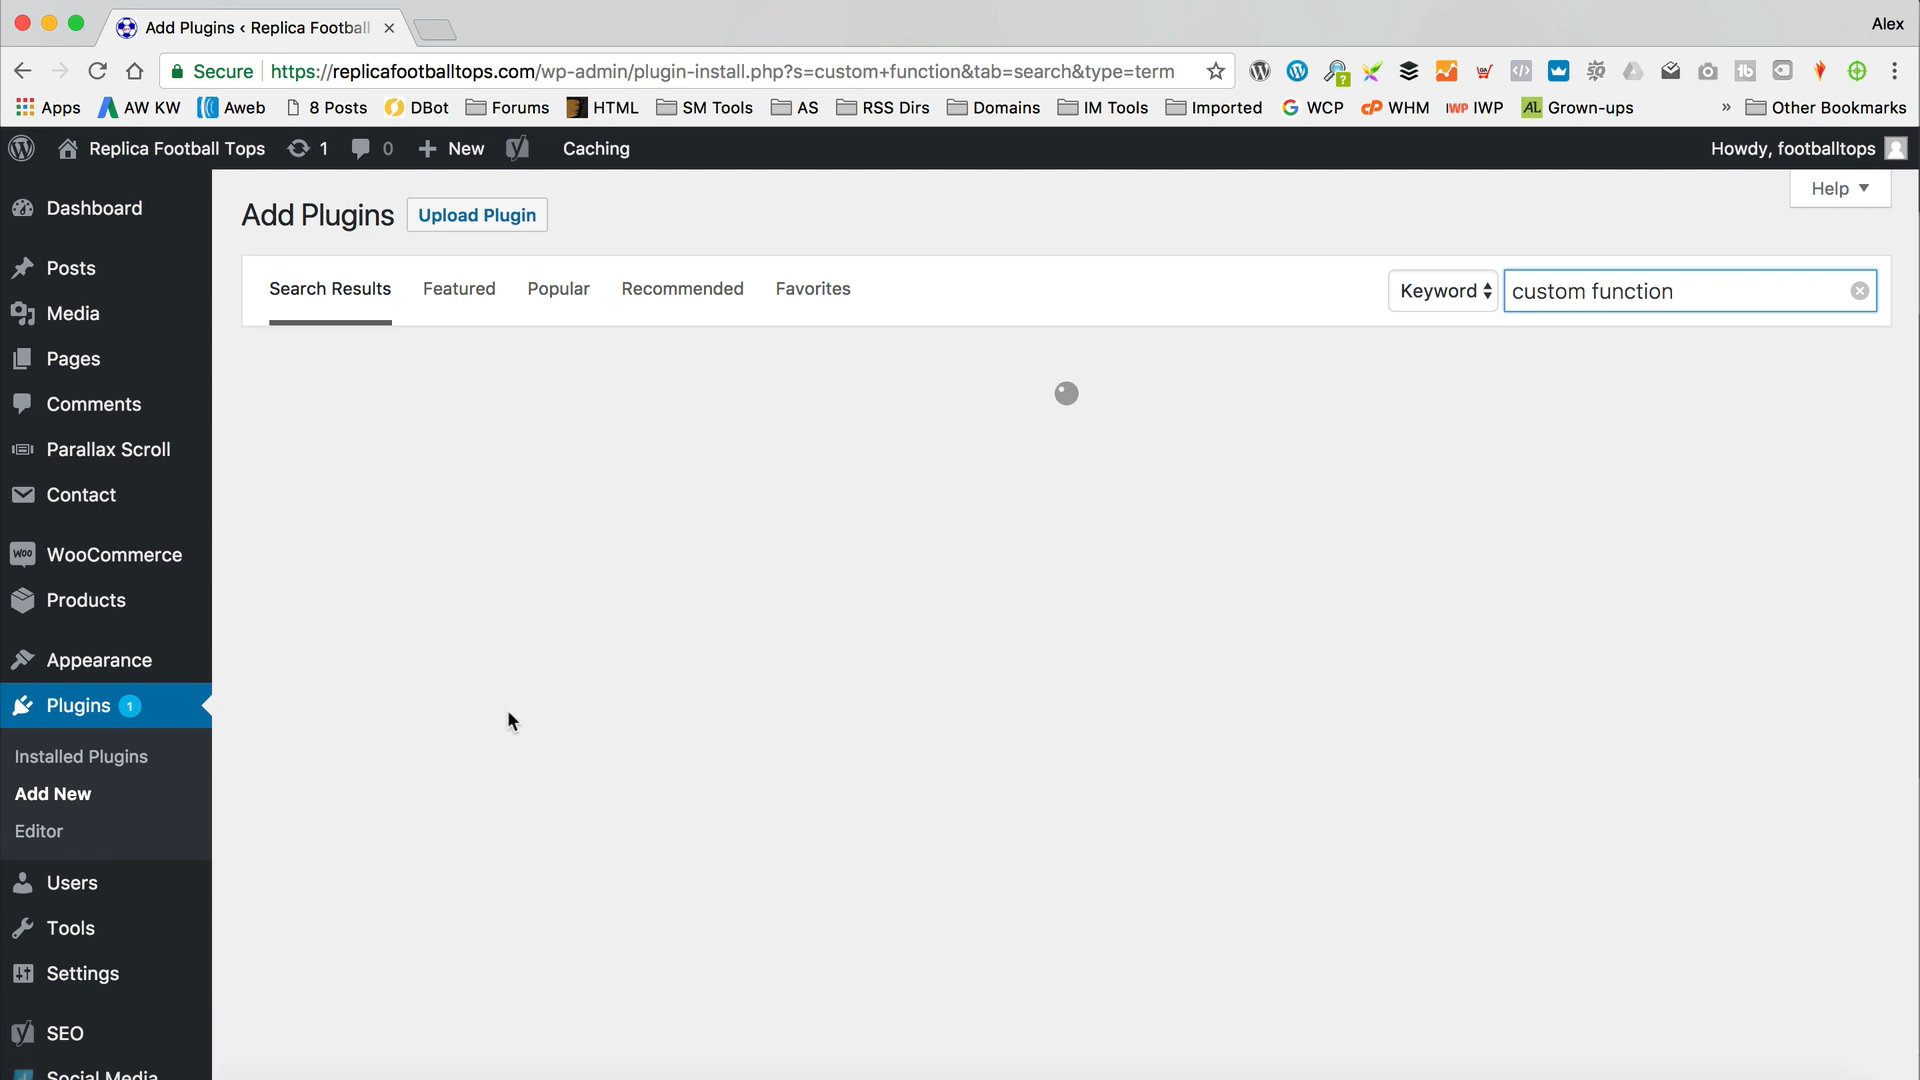 Add Plugins ‹ Replica Football
Alex
Secure https://replicafootballtops.com/wp-admin/plugin-install.php?s=custom+function&tab=search&type=term
Apps AW KW Aweb 8 Posts DBot Forums HTML SM Tools AS RSS Dirs Domains IM Tools Imported WCP WHM IWP Grown-ups » Other Bookmarks
Replica Football Tops 1 0 New Caching Howdy, footballtops
Help
Add Plugins Upload Plugin
Search Results Featured Popular Recommended Favorites Keyword custom function
Dashboard
Posts
Media
Pages
Comments
Parallax Scroll
Contact
WooCommerce
Products
Appearance
Plugins 1
Installed Plugins
Add New
Editor
Users
Tools
Settings
SEO
Social Media